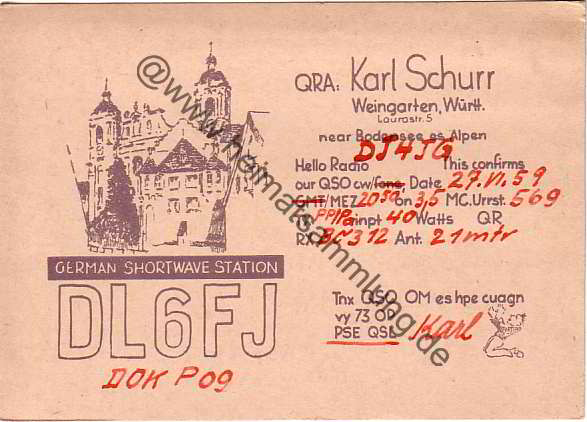 QRA: Karl Schurr
Weingarten, Württ.
Laurastr. 5
near Bodensee es Alpen
Hello Radio DJ4JG This confirms
our QSO cw/fone, Date 27.VI.59
GMT/MEZ 2050 on 3,5 MC. Ur rst. 569
PPIPa inpt 40 Watts QR
RX BC 312 Ant. 21 mtr
GERMAN SHORTWAVE STATION
DL6FJ
DOK P09
Tnx QSO OM es hpe cuagn
vy 73 OP
PSE QSL Karl
@www.heimatsammlung.de